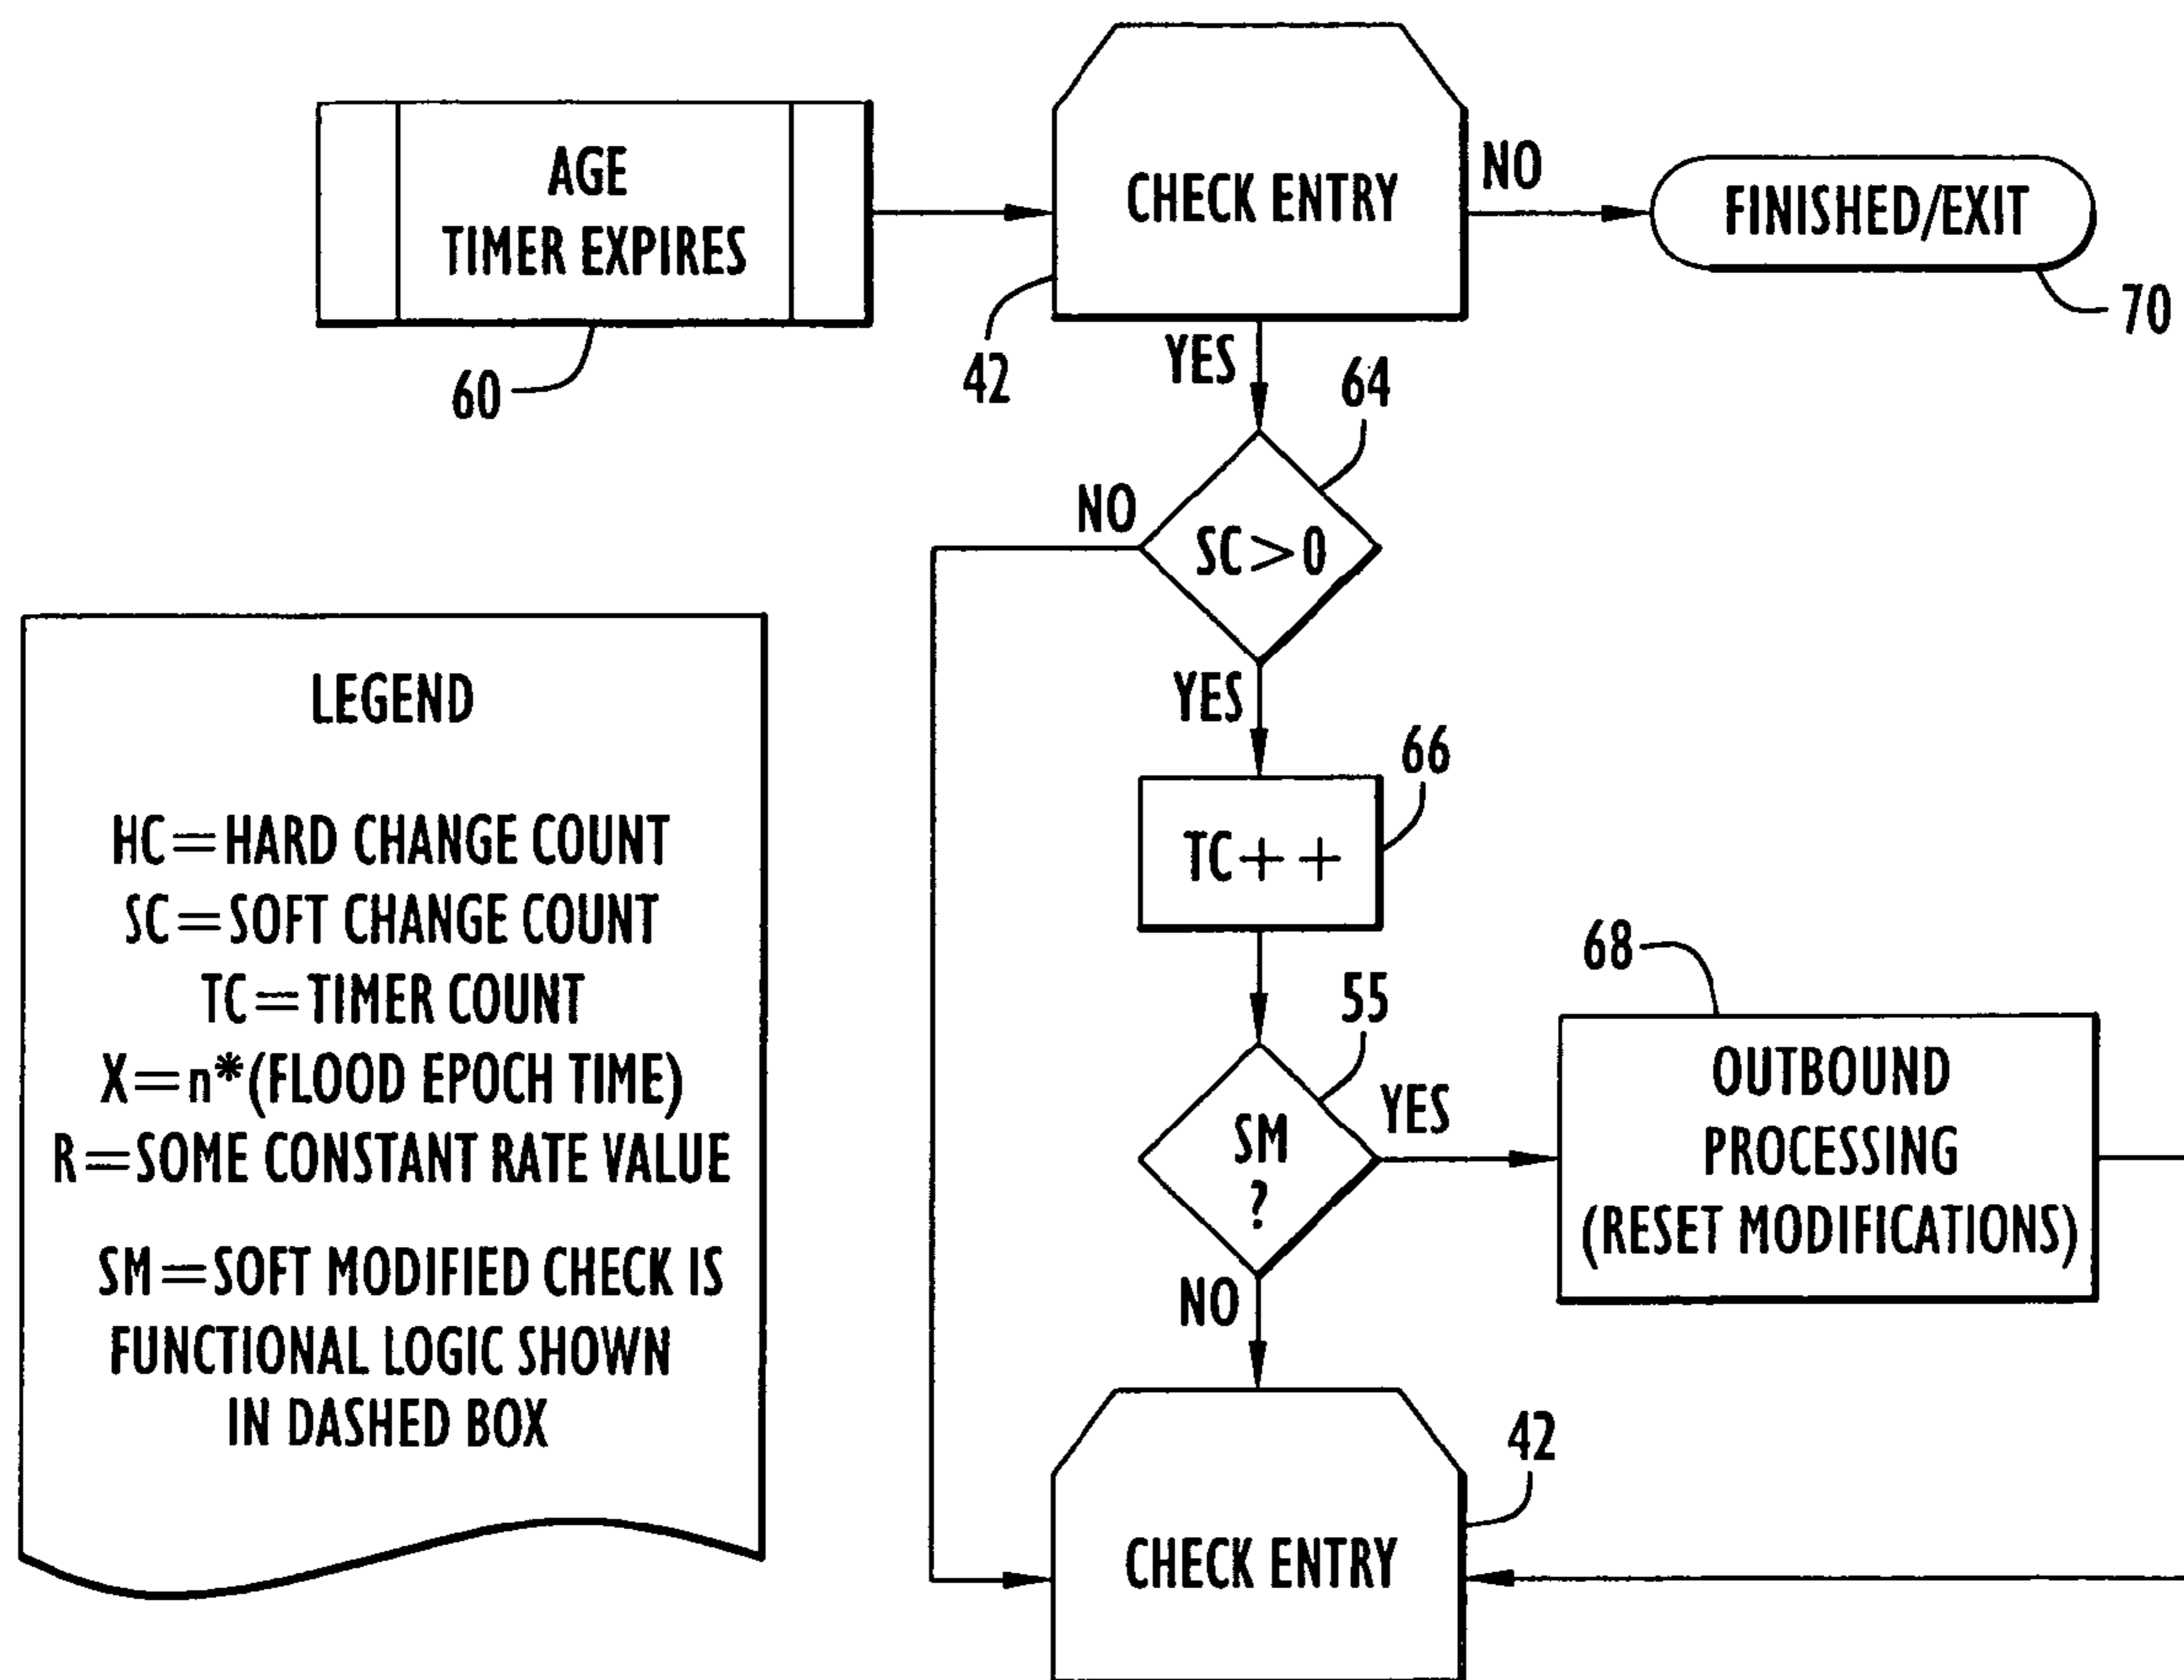 AGE
TIMER EXPIRES
60
CHECK ENTRY
42
NO
FINISHED/EXIT
70
YES
64
NO
SC>0
YES
66
TC++
55
SM
?
YES
68
OUTBOUND
PROCESSING
(RESET MODIFICATIONS)
NO
42
CHECK ENTRY
LEGEND
HC=HARD CHANGE COUNT
SC=SOFT CHANGE COUNT
TC=TIMER COUNT
X=n*(FLOOD EPOCH TIME)
R=SOME CONSTANT RATE VALUE
SM=SOFT MODIFIED CHECK IS
FUNCTIONAL LOGIC SHOWN
IN DASHED BOX